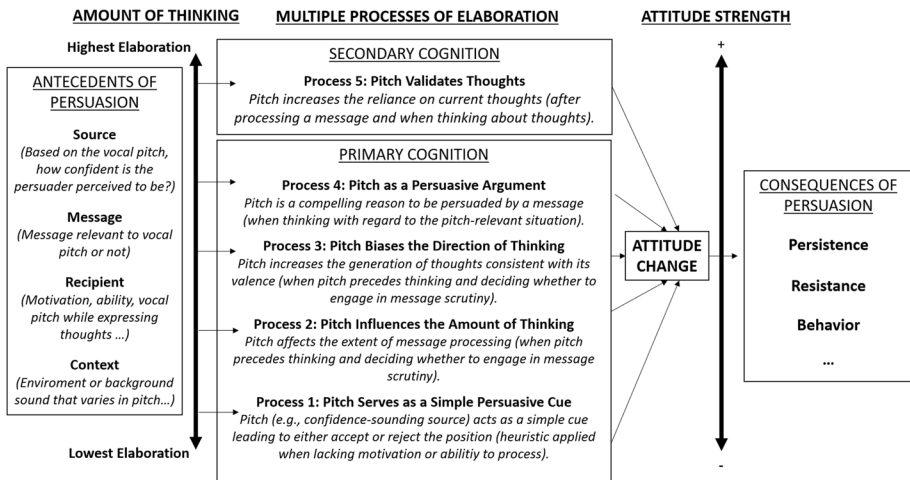 AMOUNT OF THINKING
MULTIPLE PROCESSES OF ELABORATION
ATTITUDE STRENGTH
Highest Elaboration
ANTECEDENTS OF
PERSUASION
Source
(Based on the vocal pitch,
how confident is the
persuader perceived to be?)
Message
(Message relevant to vocal
pitch or not)
Recipient
(Motivation, ability, vocal
pitch while expressing
thoughts ...)
Context
(Enviroment or background
sound that varies in pitch...)
Lowest Elaboration
SECONDARY COGNITION
Process 5: Pitch Validates Thoughts
Pitch increases the reliance on current thoughts (after
processing a message and when thinking about thoughts).
PRIMARY COGNITION
Process 4: Pitch as a Persuasive Argument
Pitch is a compelling reason to be persuaded by a message
(when thinking with regard to the pitch-relevant situation).
Process 3: Pitch Biases the Direction of Thinking
Pitch increases the generation of thoughts consistent with its
valence (when pitch precedes thinking and deciding whether to
engage in message scrutiny).
Process 2: Pitch Influences the Amount of Thinking
Pitch affects the extent of message processing (when pitch
precedes thinking and deciding whether to engage in message
scrutiny).
Process 1: Pitch Serves as a Simple Persuasive Cue
Pitch (e.g., confidence-sounding source) acts as a simple cue
leading to either accept or reject the position (heuristic applied
when lacking motivation or abilitiy to process).
ATTITUDE
CHANGE
+
-
CONSEQUENCES OF
PERSUASION
Persistence
Resistance
Behavior
...